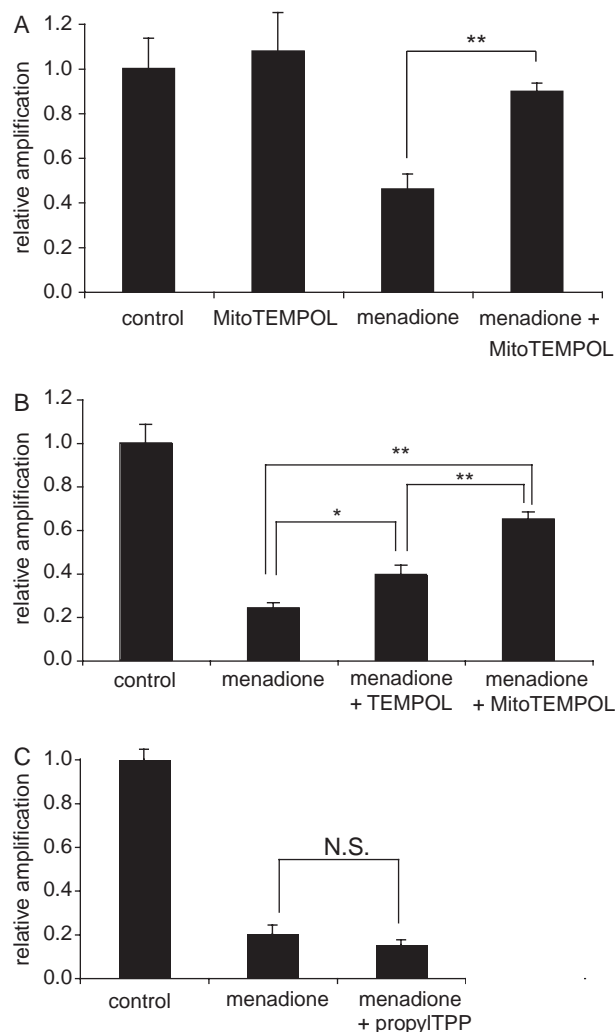 A
relative amplification
1.2
1.0
0.8
0.6
0.4
0.2
0.0
**
control
MitoTEMPOL
menadione
menadione +
MitoTEMPOL
B
relative amplification
1.2
1.0
0.8
0.6
0.4
0.2
0.0
**
*
**
control
menadione
menadione
+ TEMPOL
menadione
+ MitoTEMPOL
C
relative amplification
1.0
0.8
0.6
0.4
0.2
0.0
N.S.
control
menadione
menadione
+ propylTPP